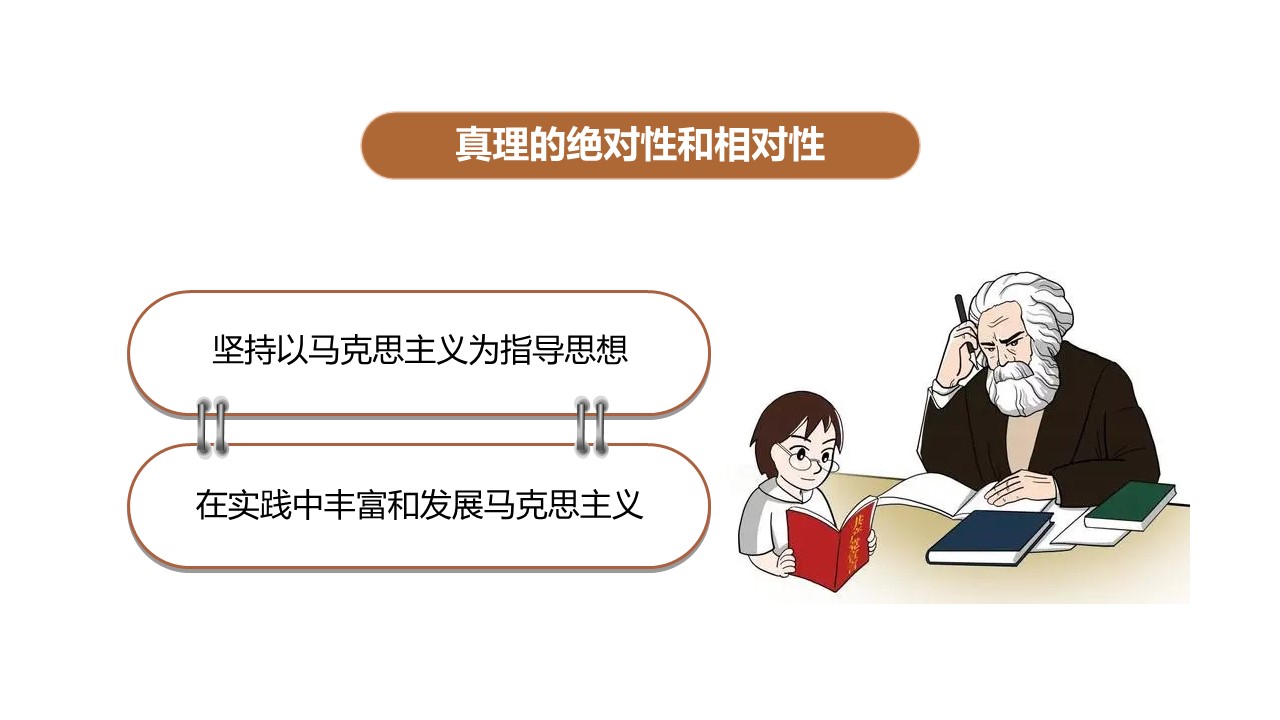 真理的绝对性和相对性
坚持以马克思主义为指导思想
在实践中丰富和发展马克思主义